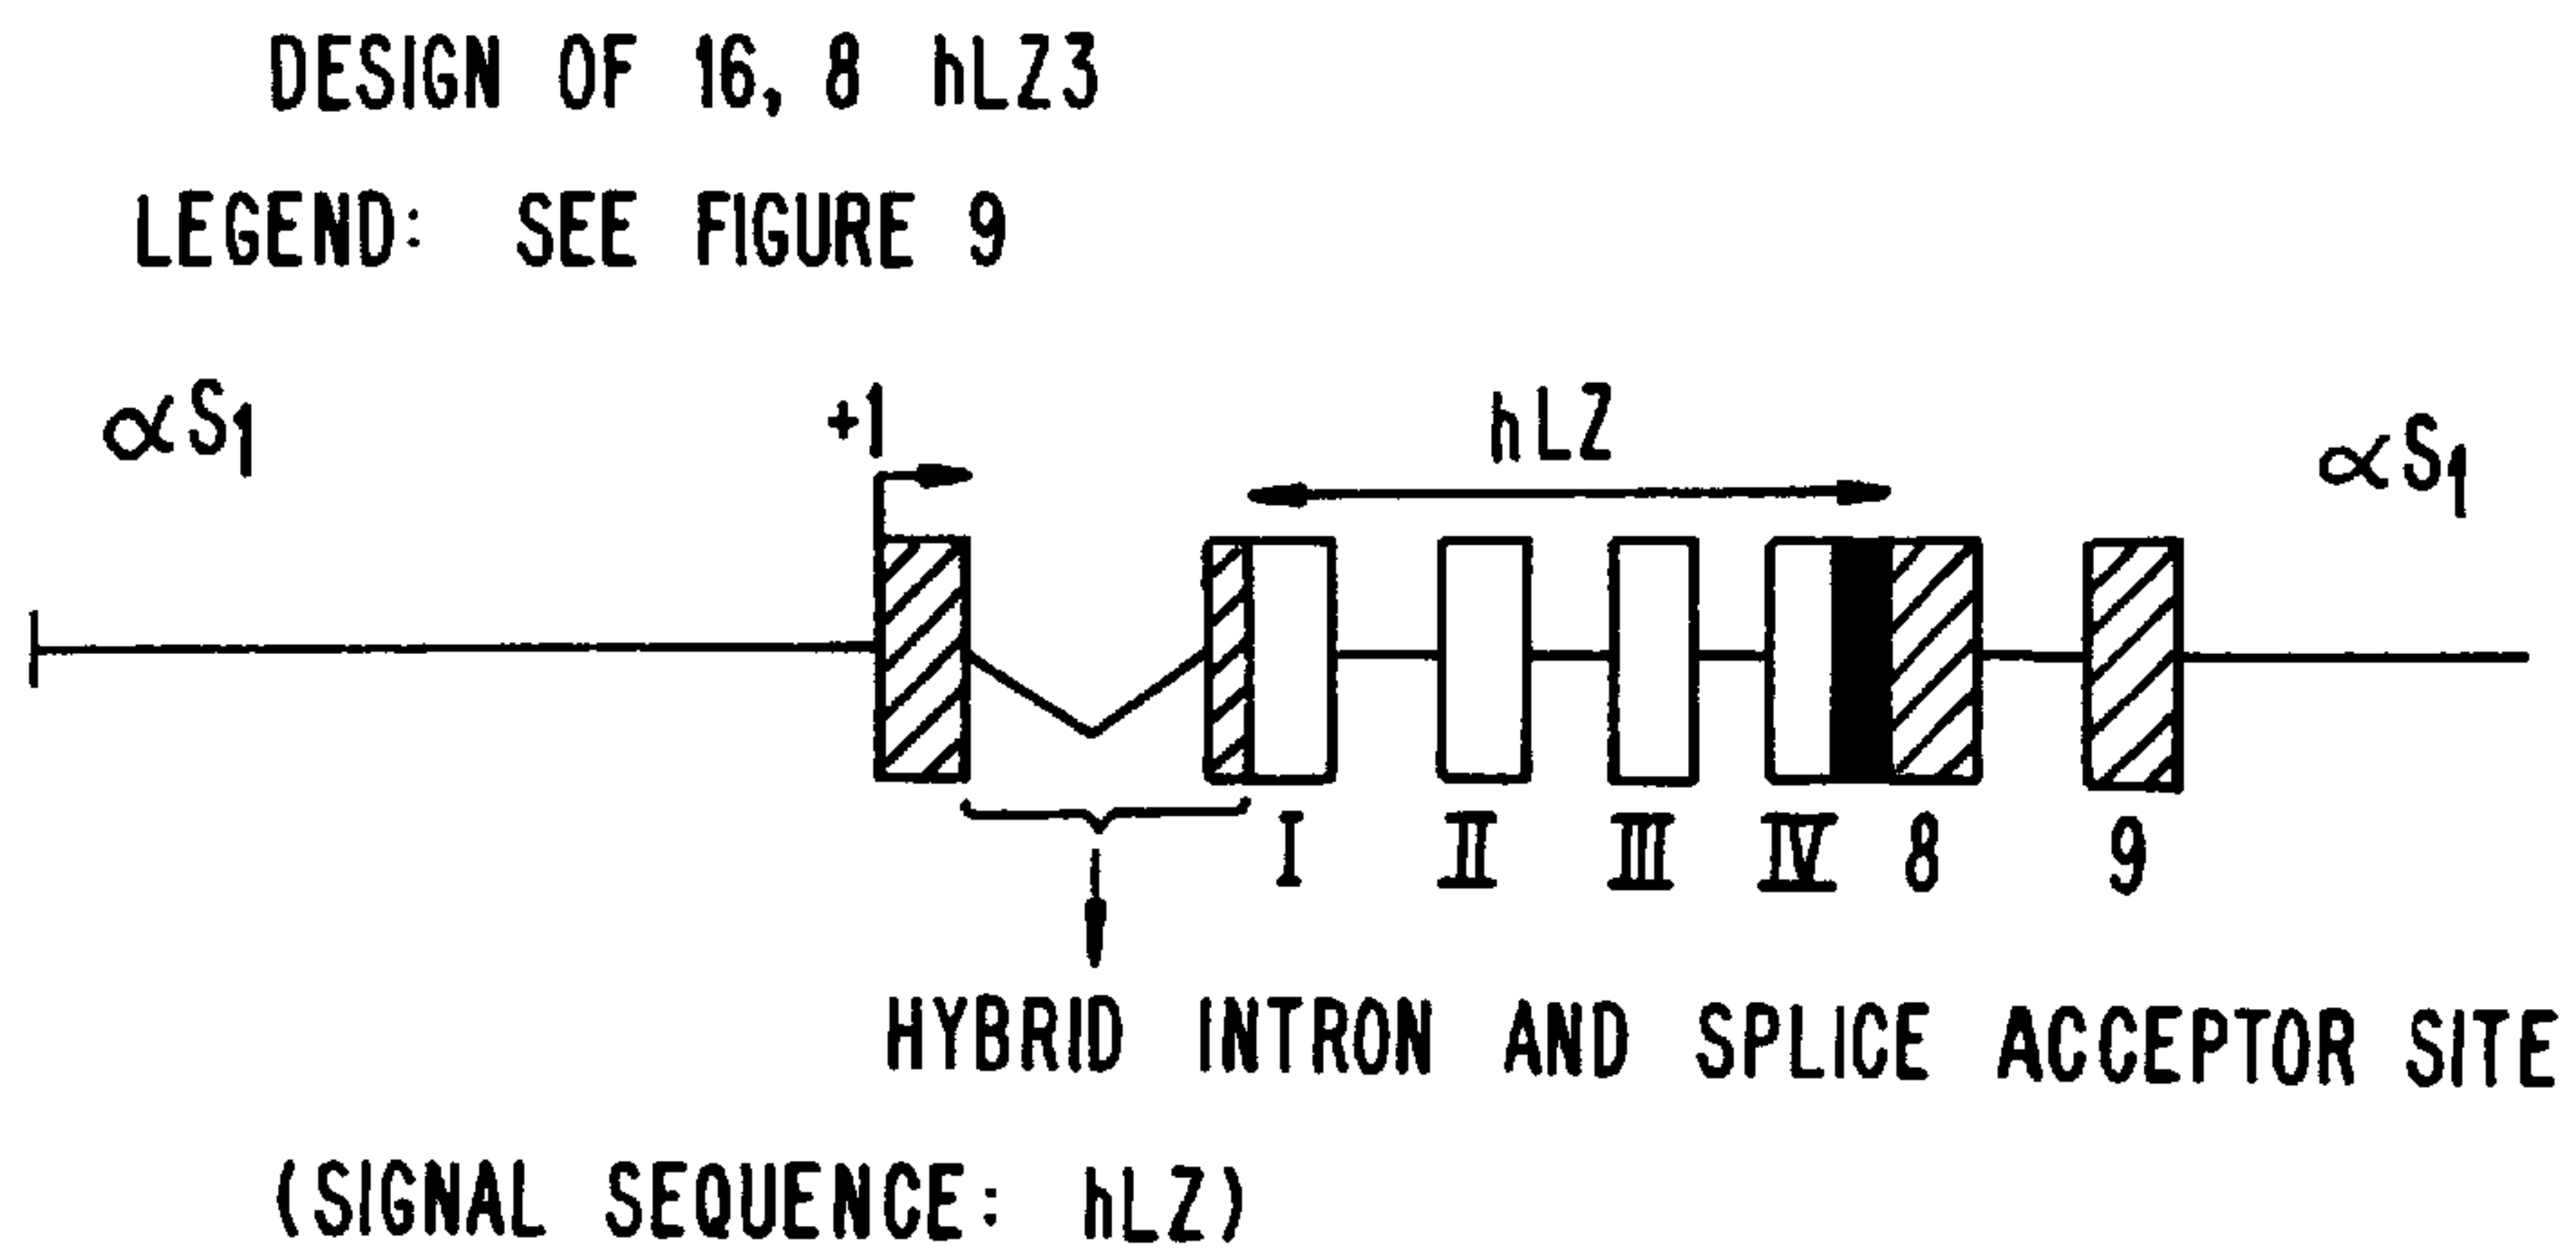 DESIGN OF 16, 8 hLZ3
LEGEND: SEE FIGURE 9
αS1 +1 hLZ αS1
I II III IV 8 9
HYBRID INTRON AND SPLICE ACCEPTOR SITE
(SIGNAL SEQUENCE: hLZ)